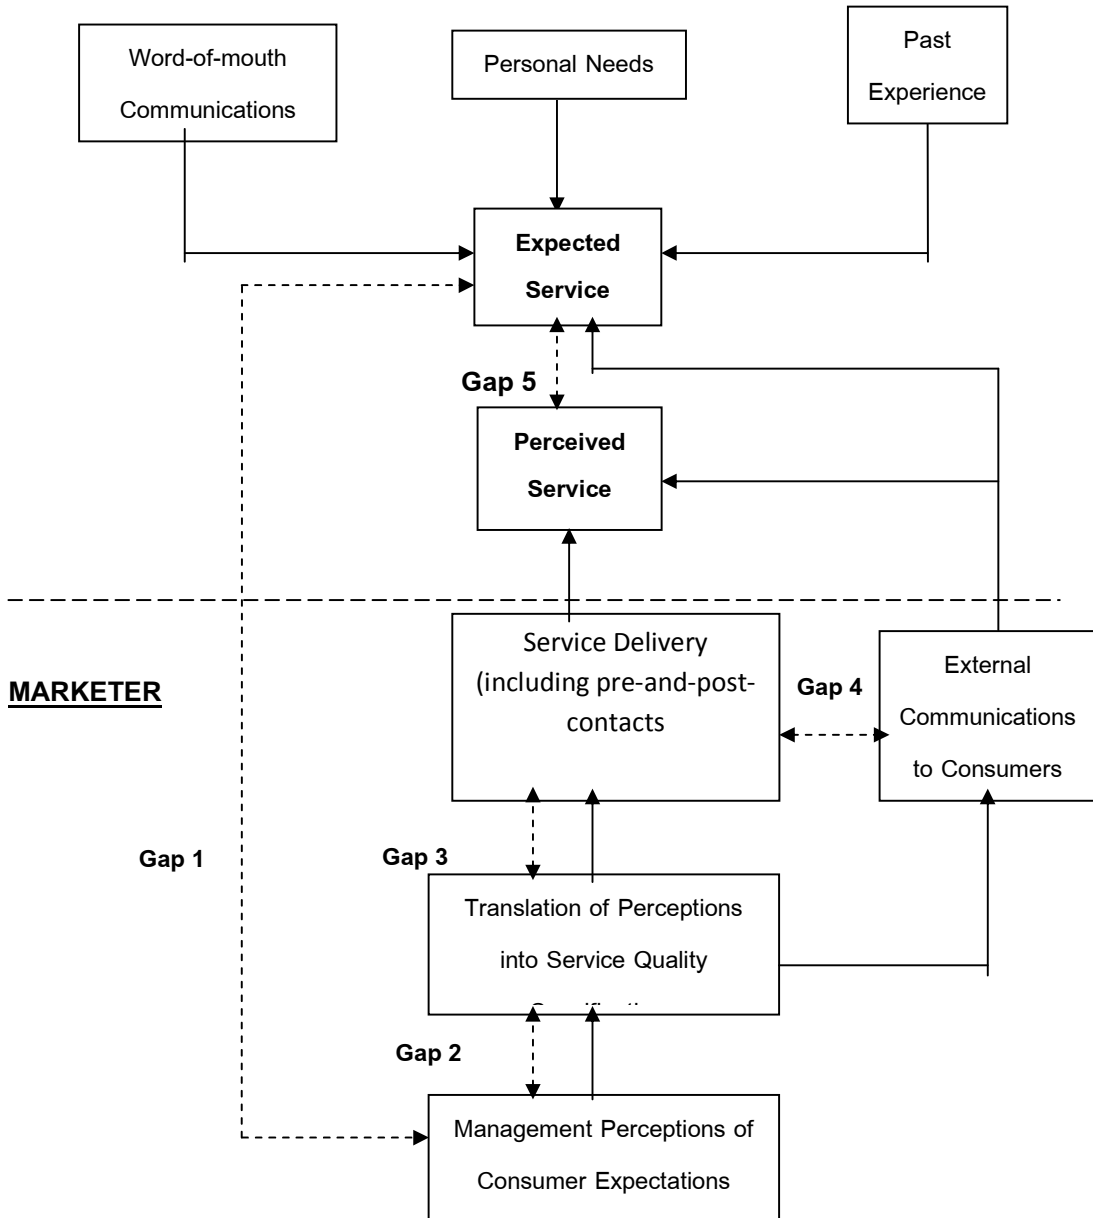 Word-of-mouth
Communications
Personal Needs
Past
Experience
Expected
Service
Gap 5
Perceived
Service
MARKETER
Service Delivery
(including pre-and-post-
contacts
Gap 4
External
Communications
to Consumers
Gap 1
Gap 3
Translation of Perceptions
into Service Quality
Gap 2
Management Perceptions of
Consumer Expectations